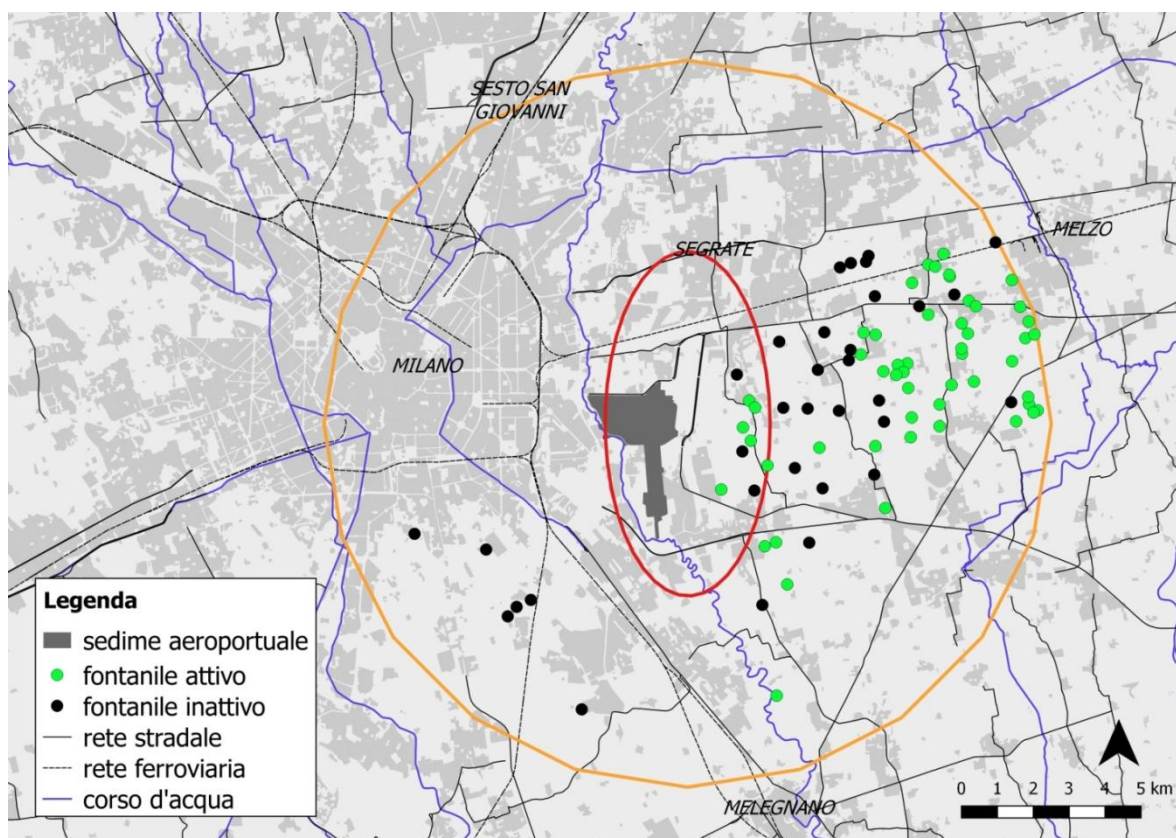 SESTO SAN
GIOVANNI
SEGRATE
MELZO
MILANO
Legenda
sedime aeroportuale
fontanile attivo
fontanile inattivo
rete stradale
rete ferroviaria
corso d'acqua
MELEGNANO
0 1 2 3 4 5 km